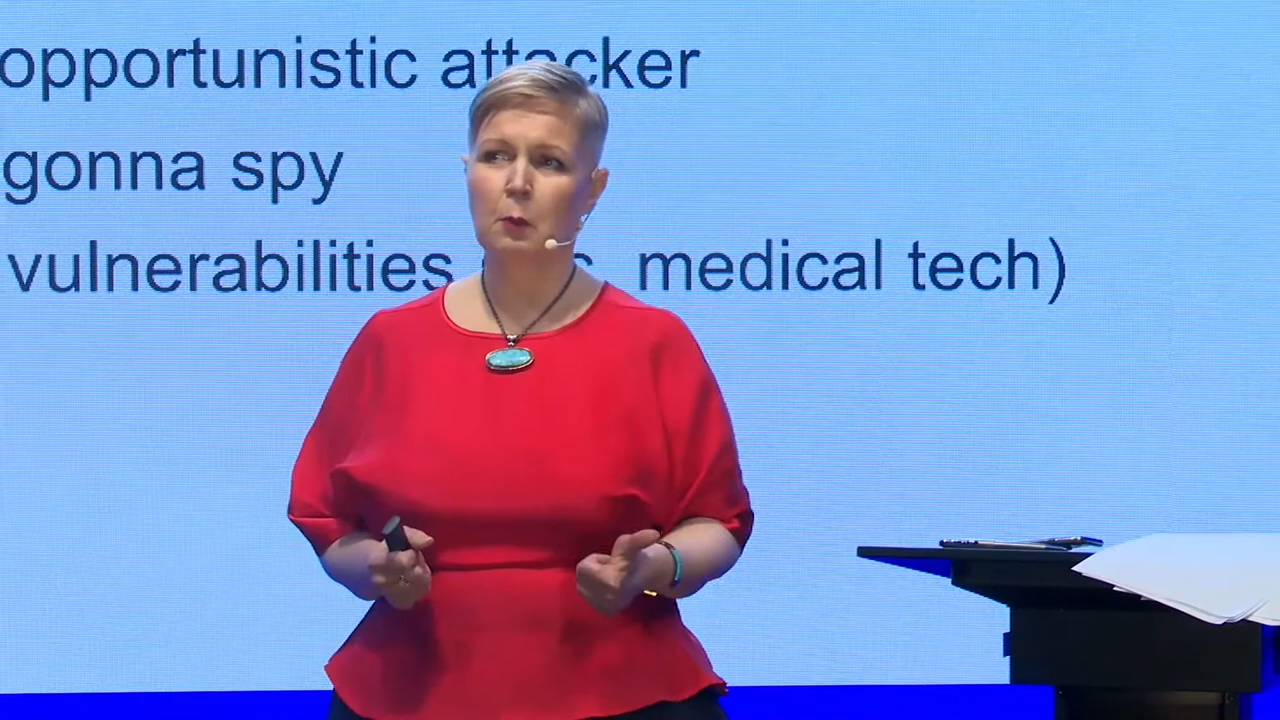 opportunistic attacker
gonna spy
vulnerabilities medical tech)